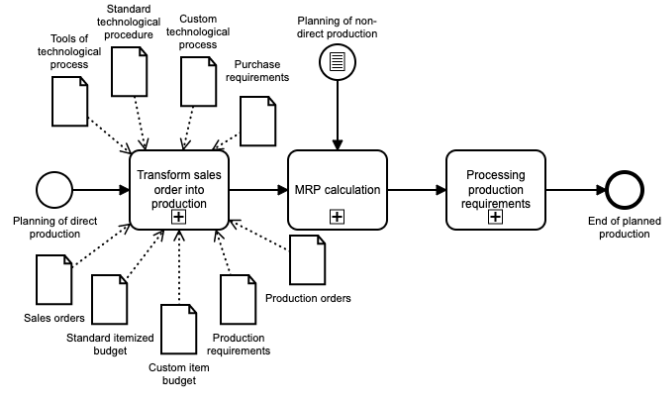 Tools of
technological
process
Standard
technological
procedure
Custom
technological
process
Purchase
requirements
Planning of non-
direct production
Planning of direct
production
Transform sales
order into
production
MRP calculation
Processing
production
requirements
End of planned
production
Sales orders
Standard itemized
budget
Custom item
budget
Production
requirements
Production orders